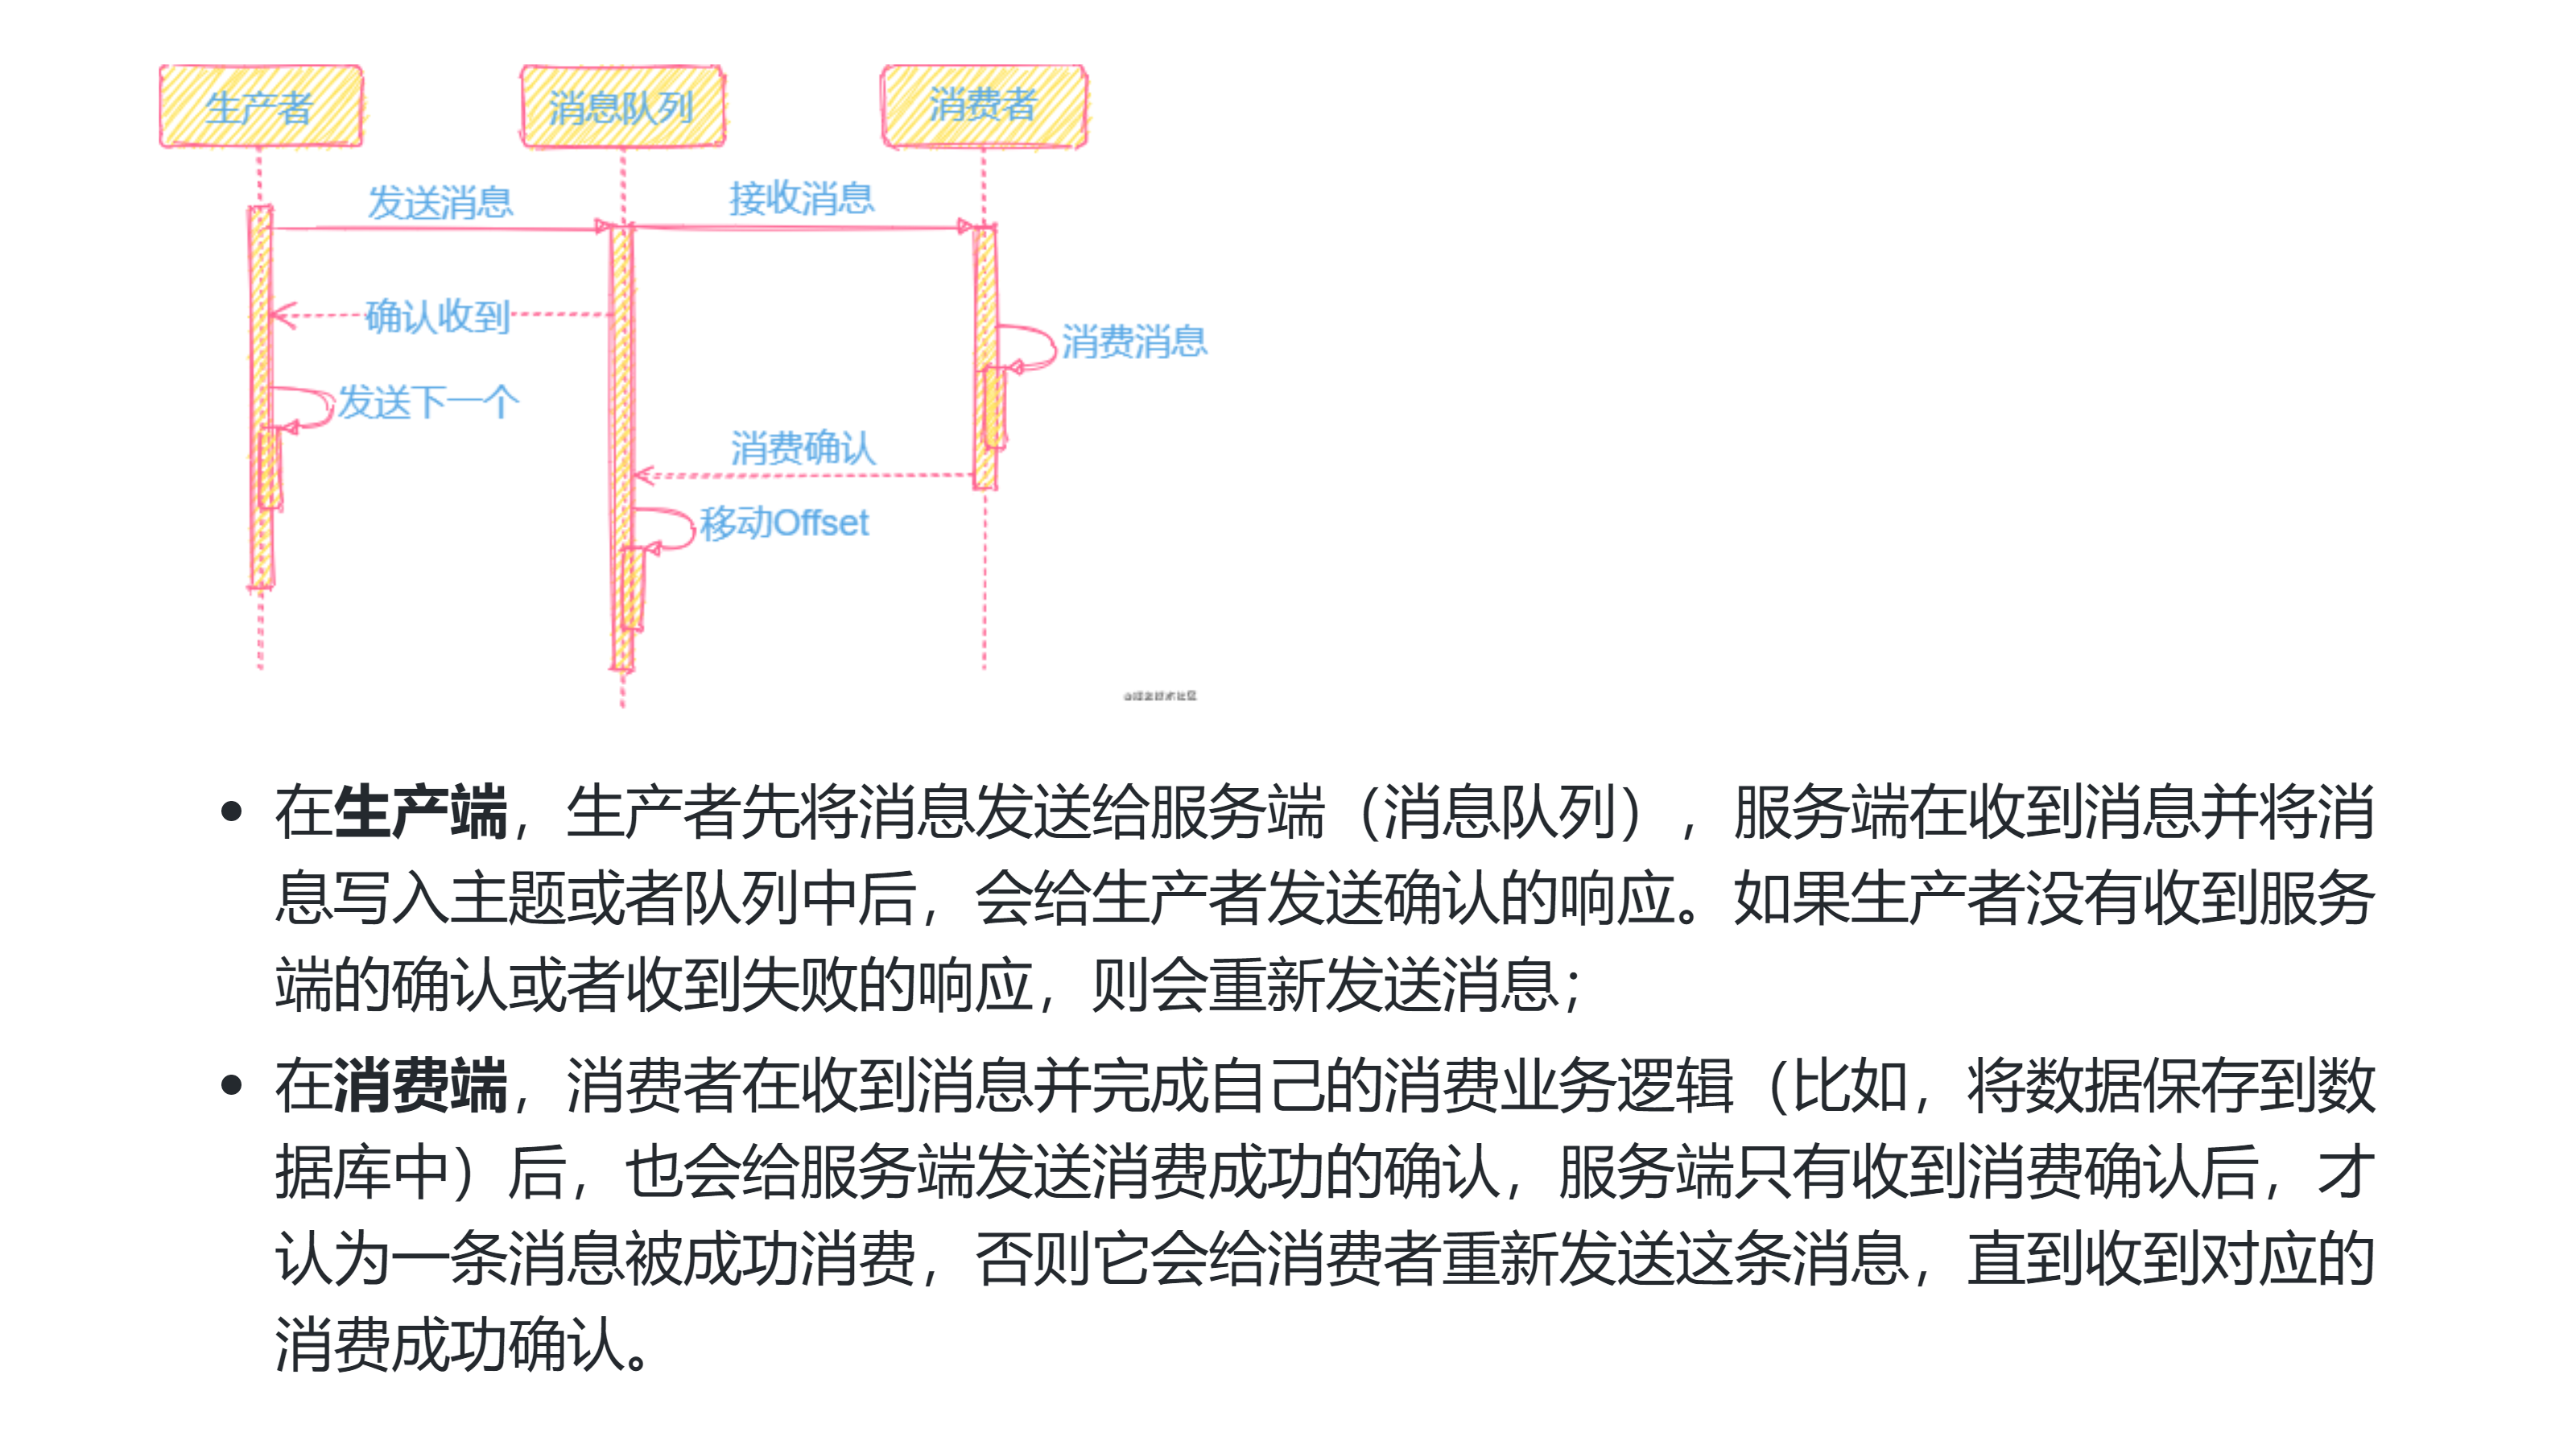 生产者
消息队列
消费者
发送消息
接收消息
确认收到
消费消息
发送下一个
消费确认
移动Offset
@掘金技术社区
• 在生产端，生产者先将消息发送给服务端（消息队列），服务端在收到消息并将消
息写入主题或者队列中后，会给生产者发送确认的响应。如果生产者没有收到服务
端的确认或者收到失败的响应，则会重新发送消息；
• 在消费端，消费者在收到消息并完成自己的消费业务逻辑（比如，将数据保存到数
据库中）后，也会给服务端发送消费成功的确认，服务端只有收到消费确认后，才
认为一条消息被成功消费，否则它会给消费者重新发送这条消息，直到收到对应的
消费成功确认。